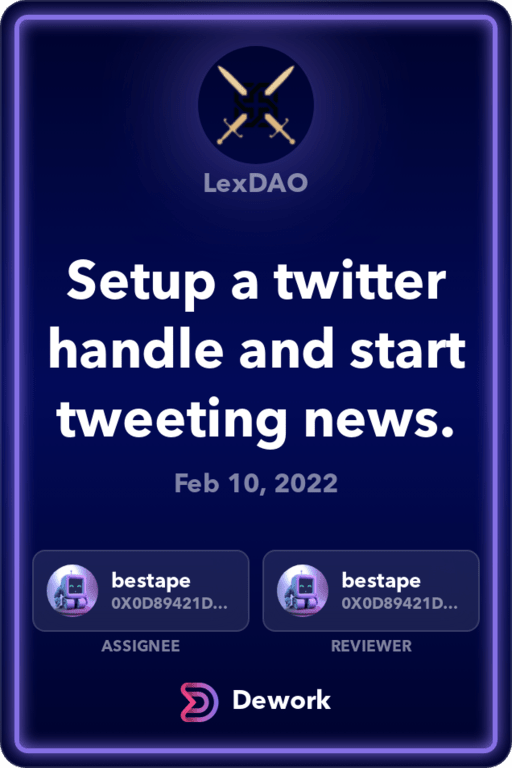 LexDAO
Setup a twitter
handle and start
tweeting news.
Feb 10, 2022
bestape
0X0D89421D...
ASSIGNEE
bestape
0X0D89421D...
REVIEWER
Dework